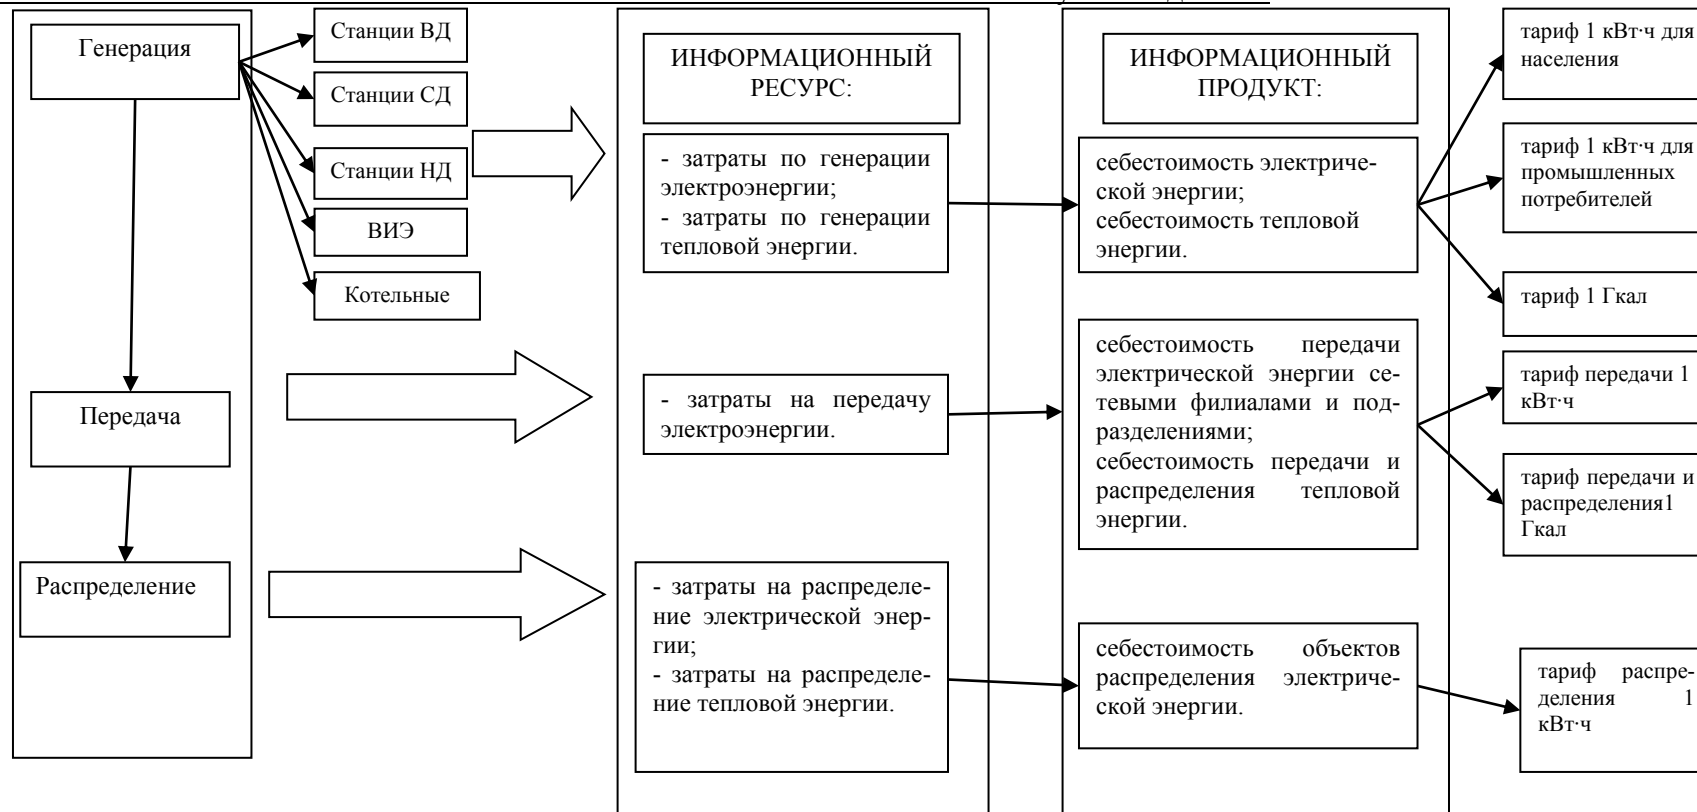 Генерация
Передача
Распределение
Станции ВД
Станции СД
Станции НД
ВИЭ
Котельные
ИНФОРМАЦИОННЫЙ
РЕСУРС:
- затраты по генерации
электроэнергии;
- затраты по генерации
тепловой энергии.
- затраты на передачу
электроэнергии.
- затраты на распределе-
ние электрической энер-
гии;
- затраты на распределе-
ние тепловой энергии.
ИНФОРМАЦИОННЫЙ
ПРОДУКТ:
себестоимость электриче-
ской энергии;
себестоимость тепловой
энергии.
себестоимость передачи
электрической энергии се-
тевыми филиалами и под-
разделениями;
себестоимость передачи и
распределения тепловой
энергии.
себестоимость объектов
распределения электриче-
ской энергии.
тариф 1 кВт·ч для
населения
тариф 1 кВт·ч для
промышленных
потребителей
тариф 1 Гкал
тариф передачи 1
кВт·ч
тариф передачи и
распределения1
Гкал
тариф распре-
деления 1
кВт·ч